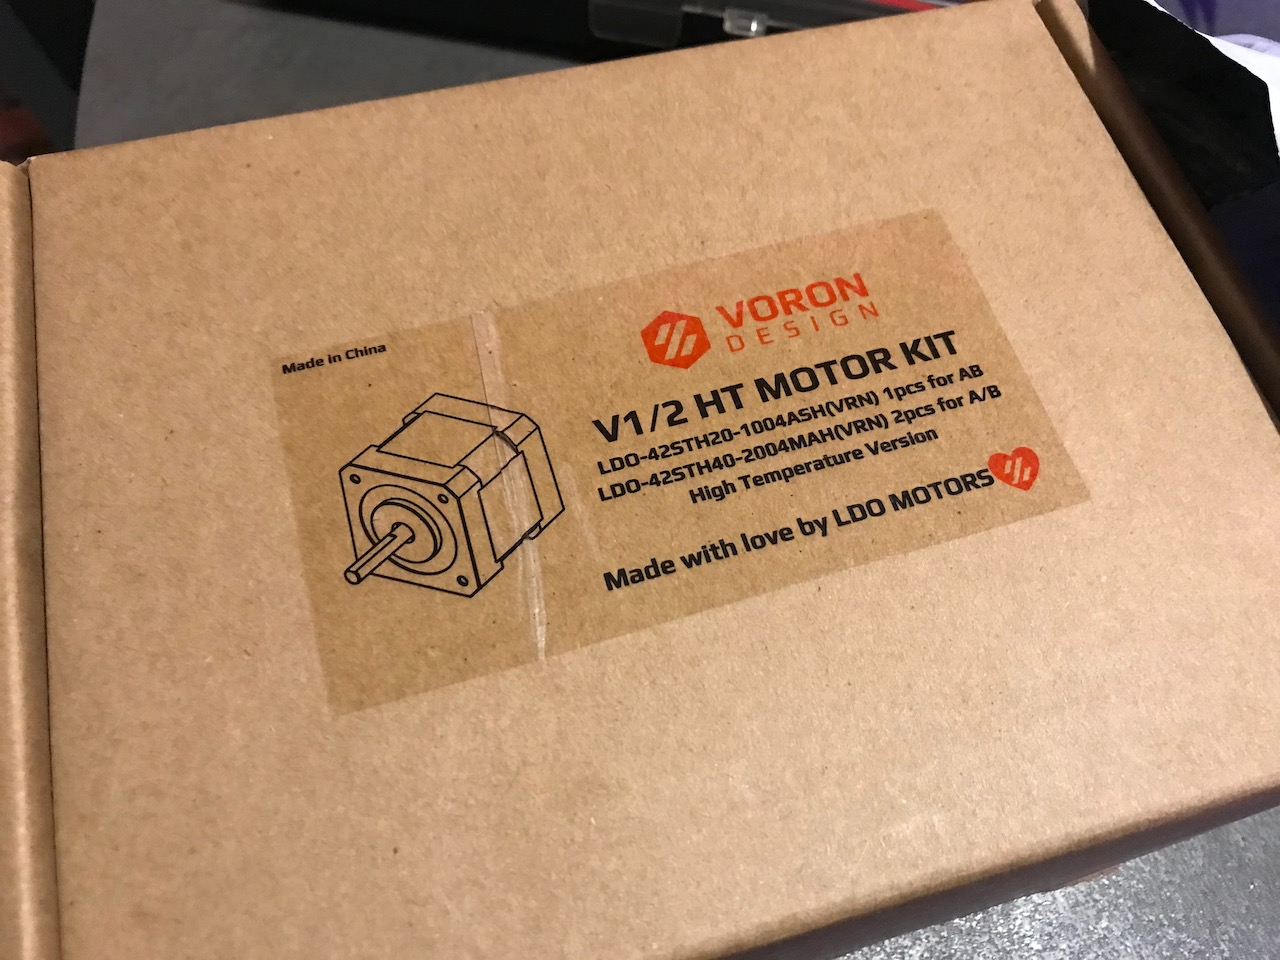 Made in China
VORON
DESIGN
V1/2 HT MOTOR KIT
LDO-42STH20-1004ASH(VRN) 1pcs for AB
LDO-42STH40-2004MAH(VRN) 2pcs for A/B
High Temperature Version
Made with love by LDO MOTORS